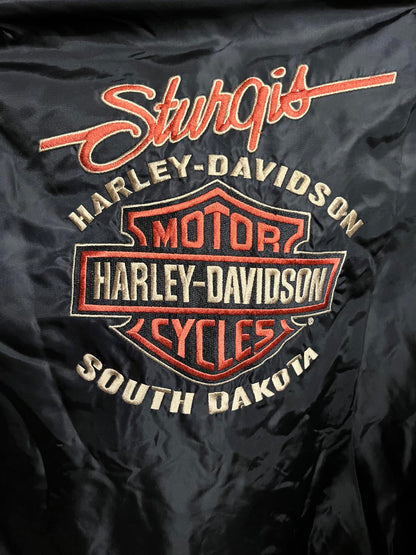 Sturgis
HARLEY-DAVIDSON
MOTOR
HARLEY-DAVIDSON
CYCLES
®
SOUTH DAKOTA